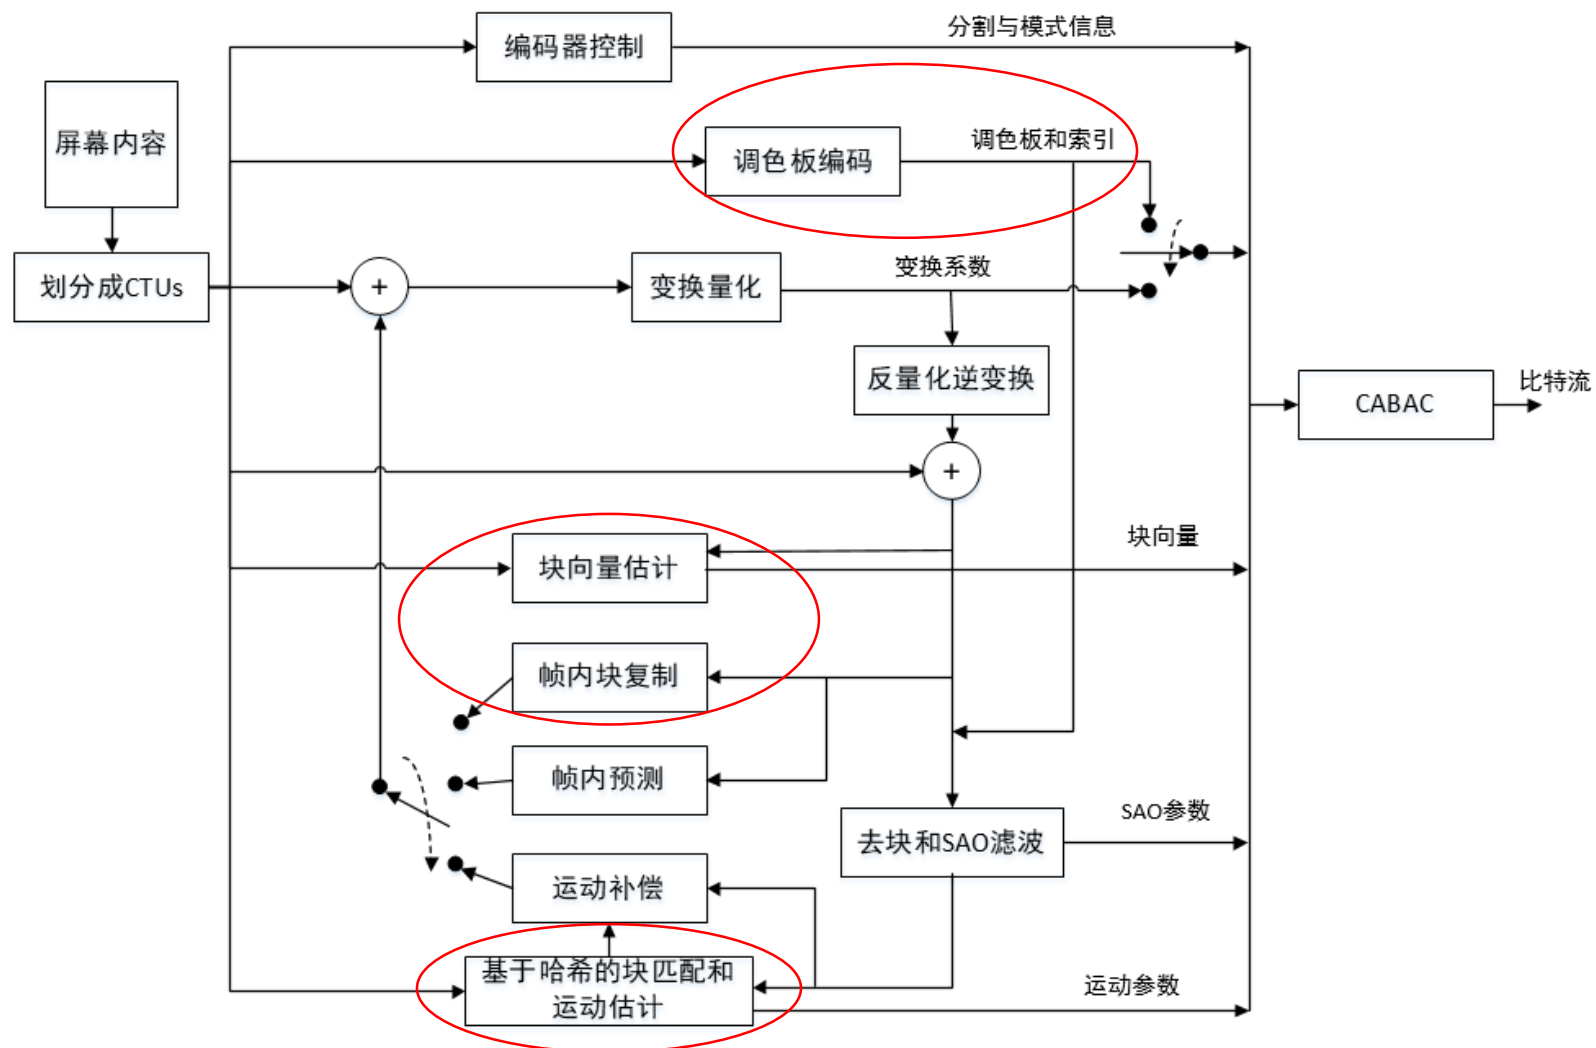 分割与模式信息
编码器控制
屏幕内容
调色板编码
调色板和索引
划分成CTUs
+
变换量化
变换系数
反量化逆变换
CABAC
比特流
+
块向量估计
块向量
帧内块复制
帧内预测
去块和SAO滤波
SAO参数
运动补偿
基于哈希的块匹配和
运动估计
运动参数